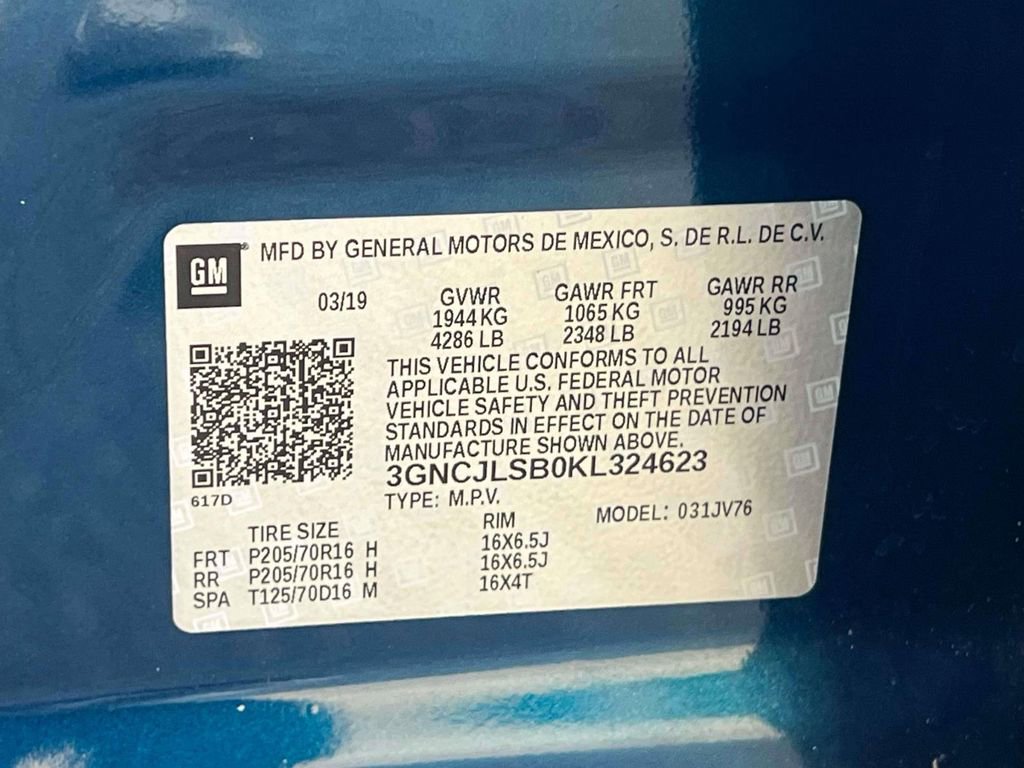 GM
MFD BY GENERAL MOTORS DE MEXICO, S. DE R.L. DE C.V.
03/19 GVWR GAWR FRT GAWR RR
1944 KG 1065 KG 995 KG
4286 LB 2348 LB 2194 LB
THIS VEHICLE CONFORMS TO ALL
APPLICABLE U.S. FEDERAL MOTOR
VEHICLE SAFETY AND THEFT PREVENTION
STANDARDS IN EFFECT ON THE DATE OF
MANUFACTURE SHOWN ABOVE.
3GNCJLSB0KL324623
617D
TYPE: M.P.V. MODEL: 031JV76
TIRE SIZE RIM
FRT P205/70R16 H 16X6.5J
RR P205/70R16 H 16X6.5J
SPA T125/70D16 M 16X4T